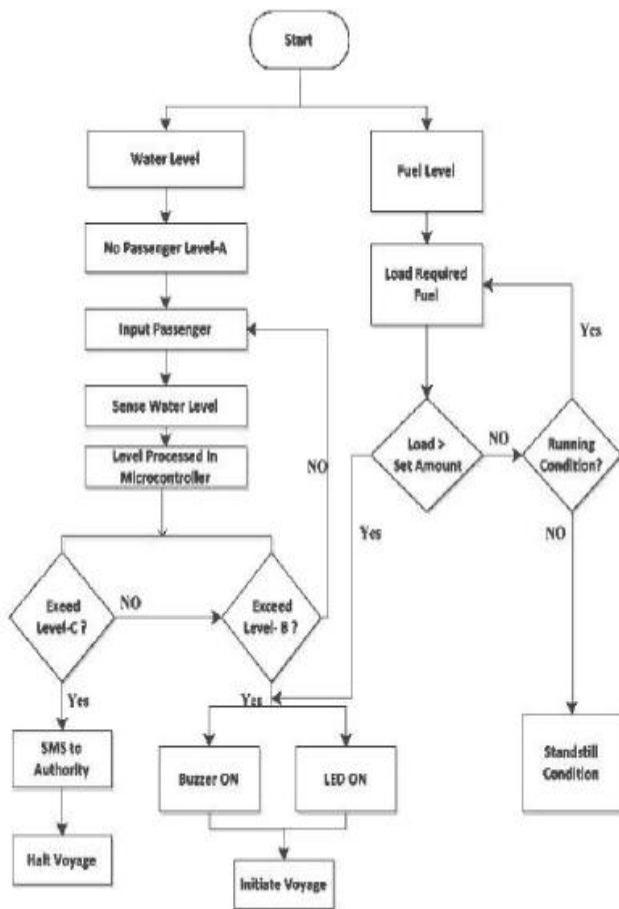 Start
Water Level
Fuel Level
No Passenger Level-A
Load Required
Fuel
Input Passenger
Yes
Sense Water Level
Level Processed In
Microcontroller
NO
Load >
Set Amount
NO
Running
Condition?
Yes
NO
Exeed
Level-C ?
NO
Exceed
Level- B ?
Yes
Yes
SMS to
Authority
Buzzer ON
LED ON
Standstill
Condition
Halt Voyage
Initiate Voyage